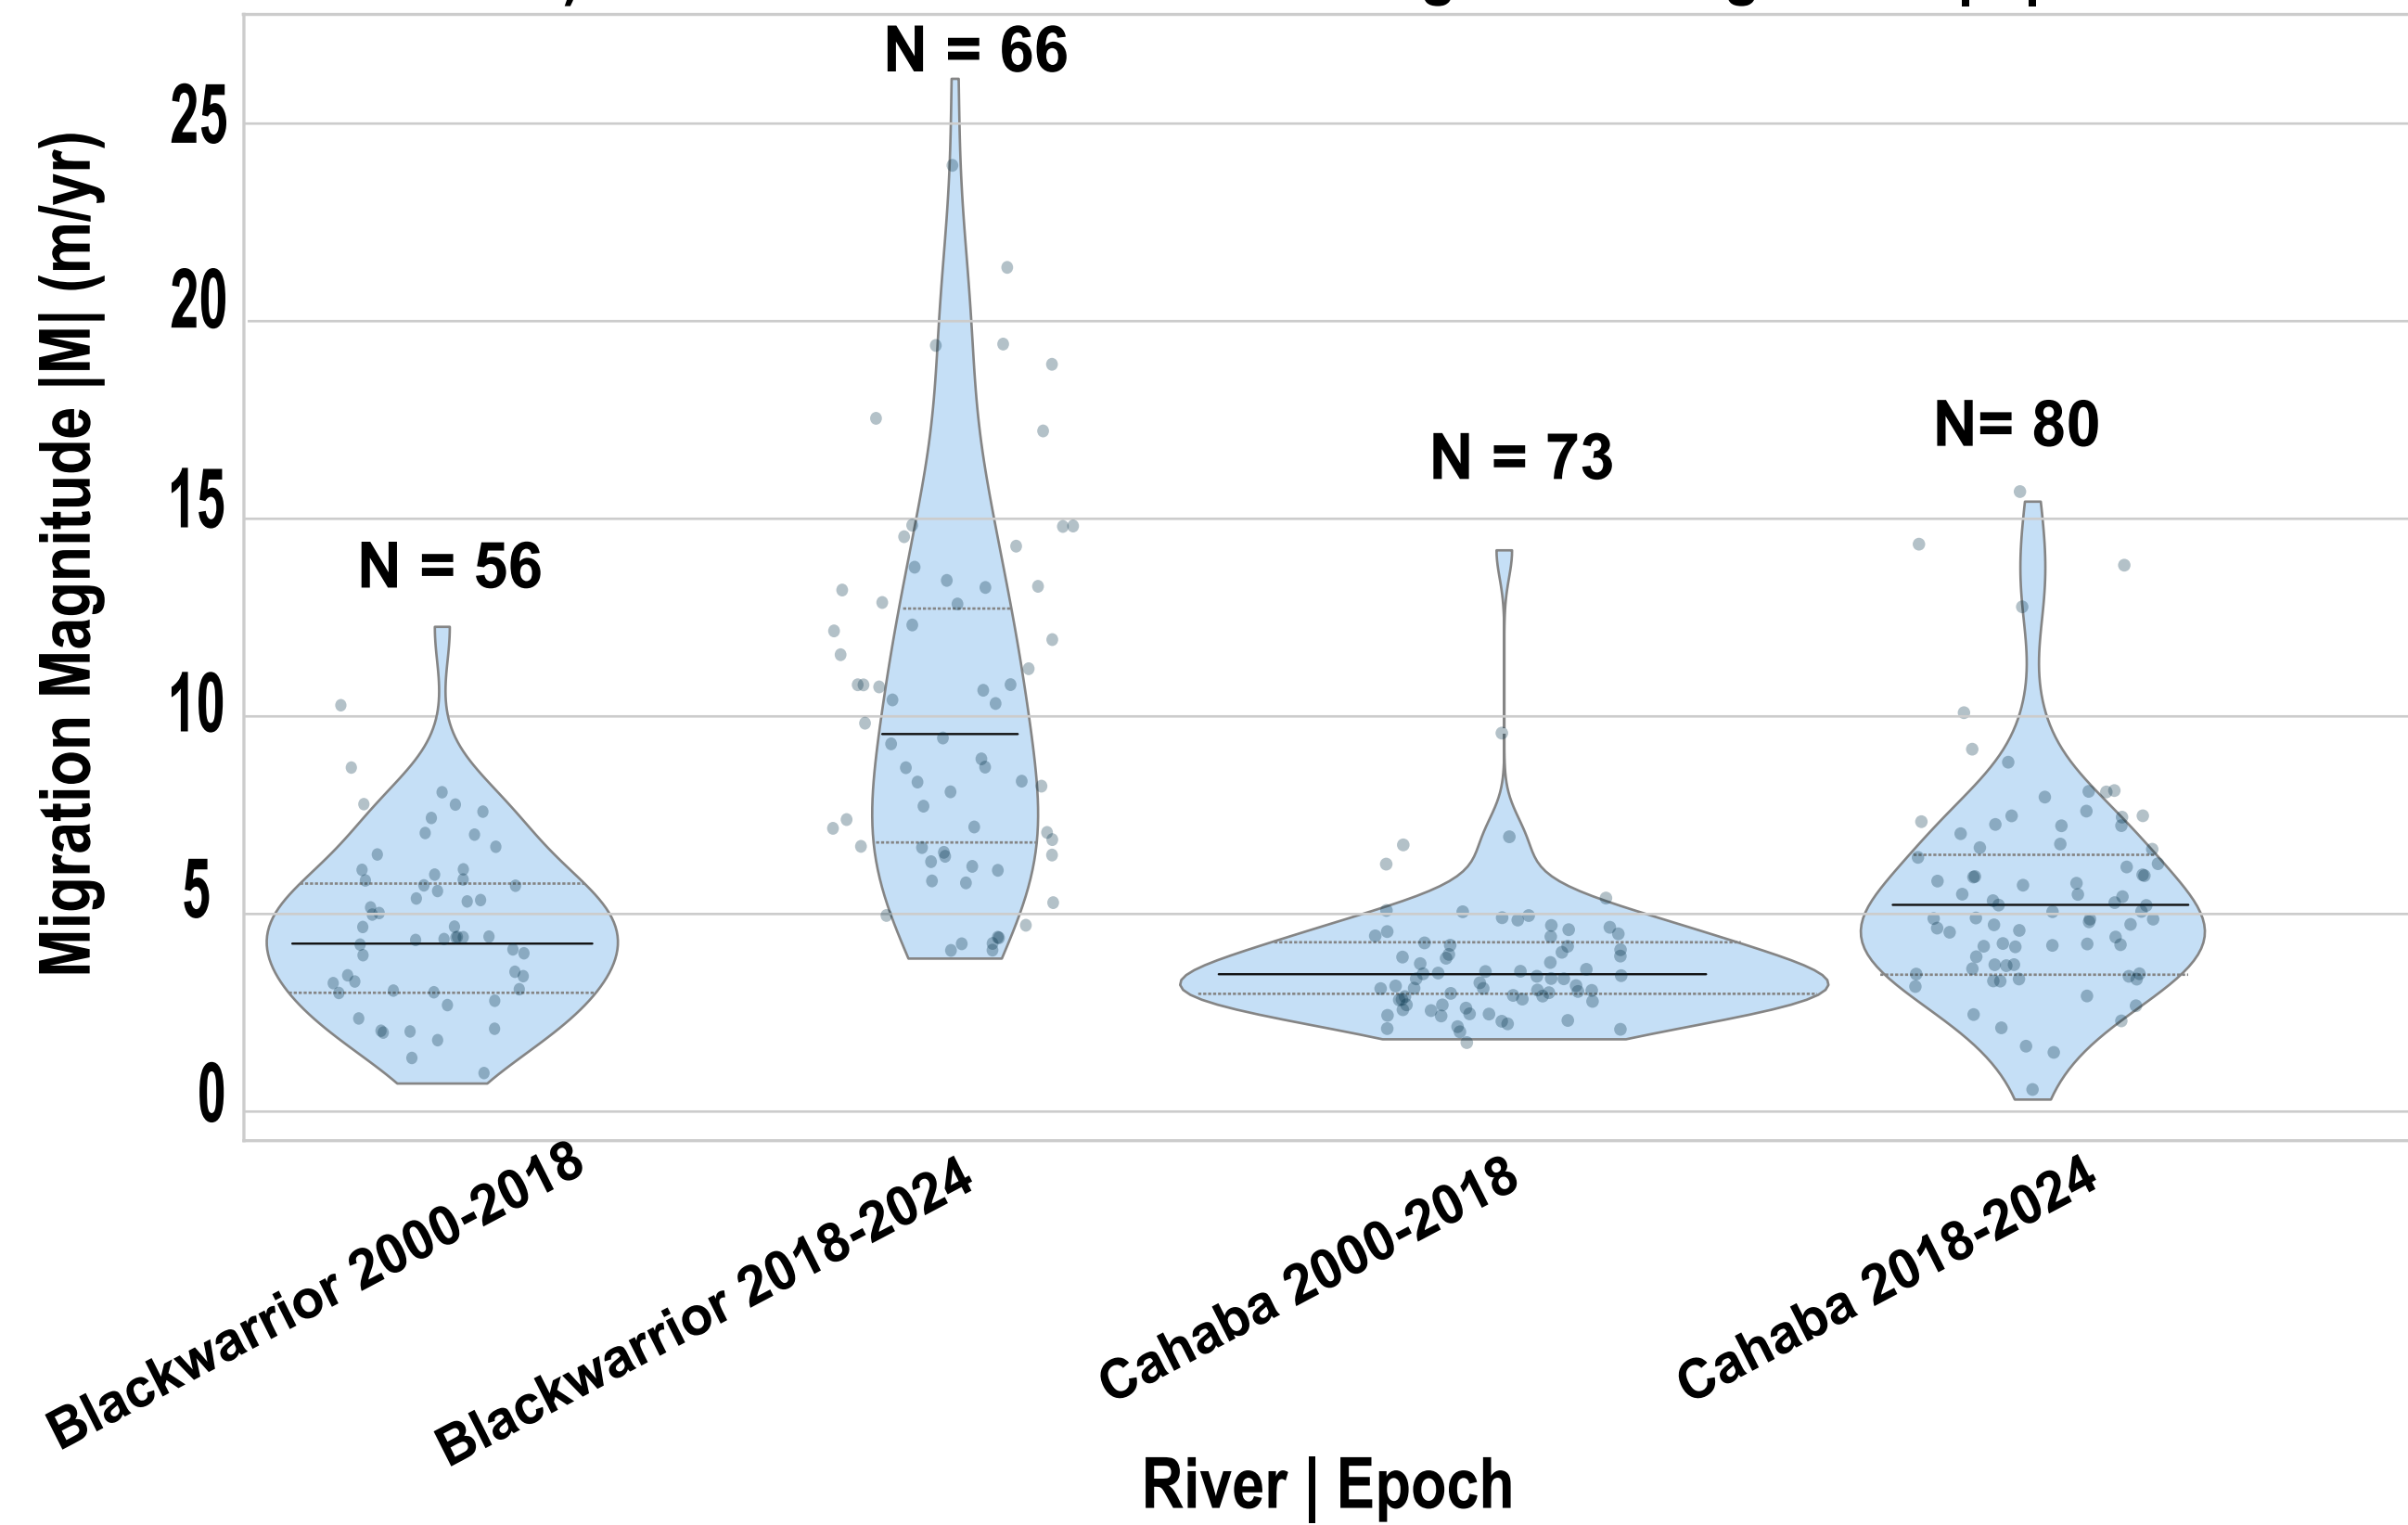 N = 66
25
20
N= 80
N = 73
15
N = 56
10
5
0
Migration Magnitude |M| (m/yr)
Blackwarrior 2000-2018
Blackwarrior 2018-2024
Cahaba 2000-2018
Cahaba 2018-2024
River | Epoch